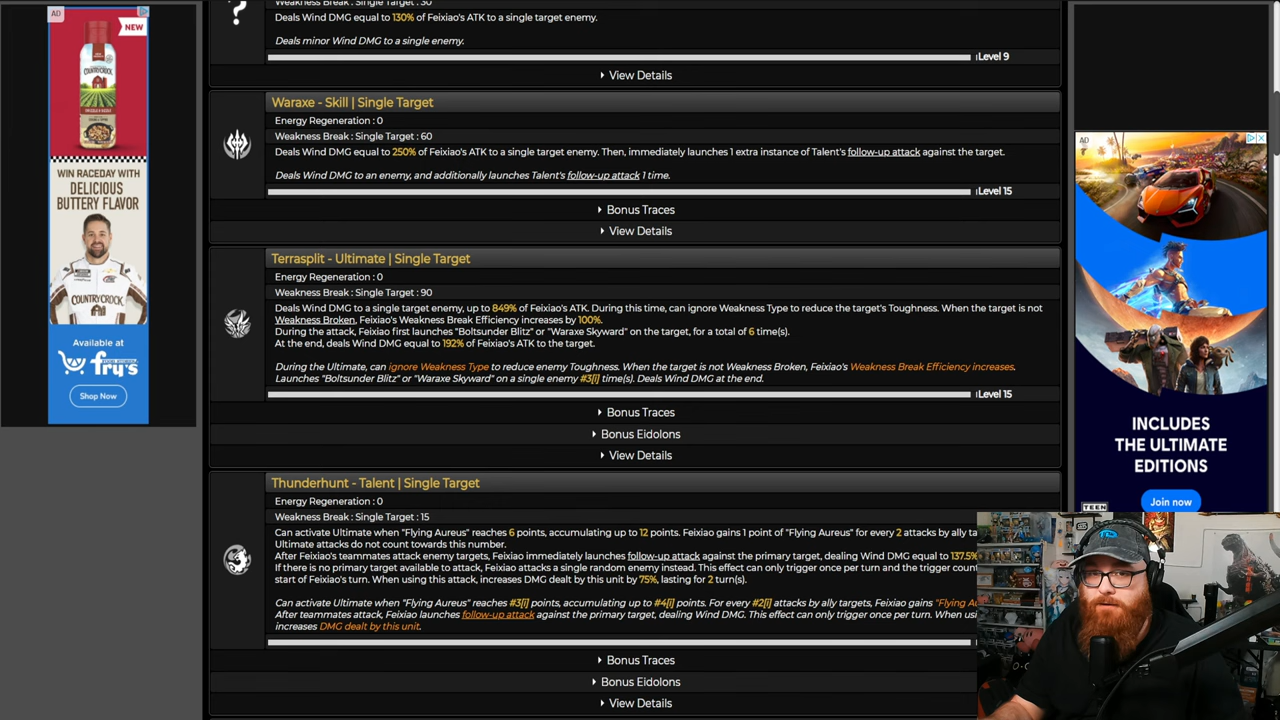 Weakness Break : Single Target : 30
Deals Wind DMG equal to 130% of Feixiao's ATK to a single target enemy.
Deals minor Wind DMG to a single enemy.
Level 9
View Details
Waraxe - Skill | Single Target
Energy Regeneration : 0
Weakness Break : Single Target : 60
Deals Wind DMG equal to 250% of Feixiao's ATK to a single target enemy. Then, immediately launches 1 extra instance of Talent's follow-up attack against the target.
Deals Wind DMG to an enemy, and additionally launches Talent's follow-up attack 1 time.
Level 15
Bonus Traces
View Details
Terrasplit - Ultimate | Single Target
Energy Regeneration : 0
Weakness Break : Single Target : 90
Deals Wind DMG to a single target enemy, up to 849% of Feixiao's ATK. During this time, can ignore Weakness Type to reduce the target's Toughness. When the target is not
Weakness Broken, Feixiao's Weakness Break Efficiency increases by 100%.
During the attack, Feixiao first launches "Boltsunder Blitz" or "Waraxe Skyward" on the target, for a total of 6 time(s).
At the end, deals Wind DMG equal to 192% of Feixiao's ATK to the target.
During the Ultimate, can ignore Weakness Type to reduce enemy Toughness. When the target is not Weakness Broken, Feixiao's Weakness Break Efficiency increases.
Launches "Boltsunder Blitz" or "Waraxe Skyward" on a single enemy #3[i] time(s). Deals Wind DMG at the end.
Level 15
Bonus Traces
Bonus Eidolons
View Details
Thunderhunt - Talent | Single Target
Energy Regeneration : 0
Weakness Break : Single Target : 15
Can activate Ultimate when "Flying Aureus" reaches 6 points, accumulating up to 12 points. Feixiao gains 1 point of "Flying Aureus" for every 2 attacks by ally ta
Ultimate attacks do not count towards this number.
After Feixiao's teammates attack enemy targets, Feixiao immediately launches follow-up attack against the primary target, dealing Wind DMG equal to 137.5%
If there is no primary target available to attack, Feixiao attacks a single random enemy instead. This effect can only trigger once per turn and the trigger coun
start of Feixiao's turn. When using this attack, increases DMG dealt by this unit by 75%, lasting for 2 turn(s).
Can activate Ultimate when "Flying Aureus" reaches #3[i] points, accumulating up to #4[i] points. For every #2[i] attacks by ally targets, Feixiao gains "Flying Au
After teammates attack, Feixiao launches follow-up attack against the primary target, dealing Wind DMG. This effect can only trigger once per turn. When usi
increases DMG dealt by this unit.
Bonus Traces
Bonus Eidolons
View Details
AD
NEW
COUNTRY CROCK
WIN RACEDAY WITH
DELICIOUS
BUTTERY FLAVOR
COUNTRY CROCK
Available at
fry's
Shop Now
AD
INCLUDES
THE ULTIMATE
EDITIONS
Join now
TEEN